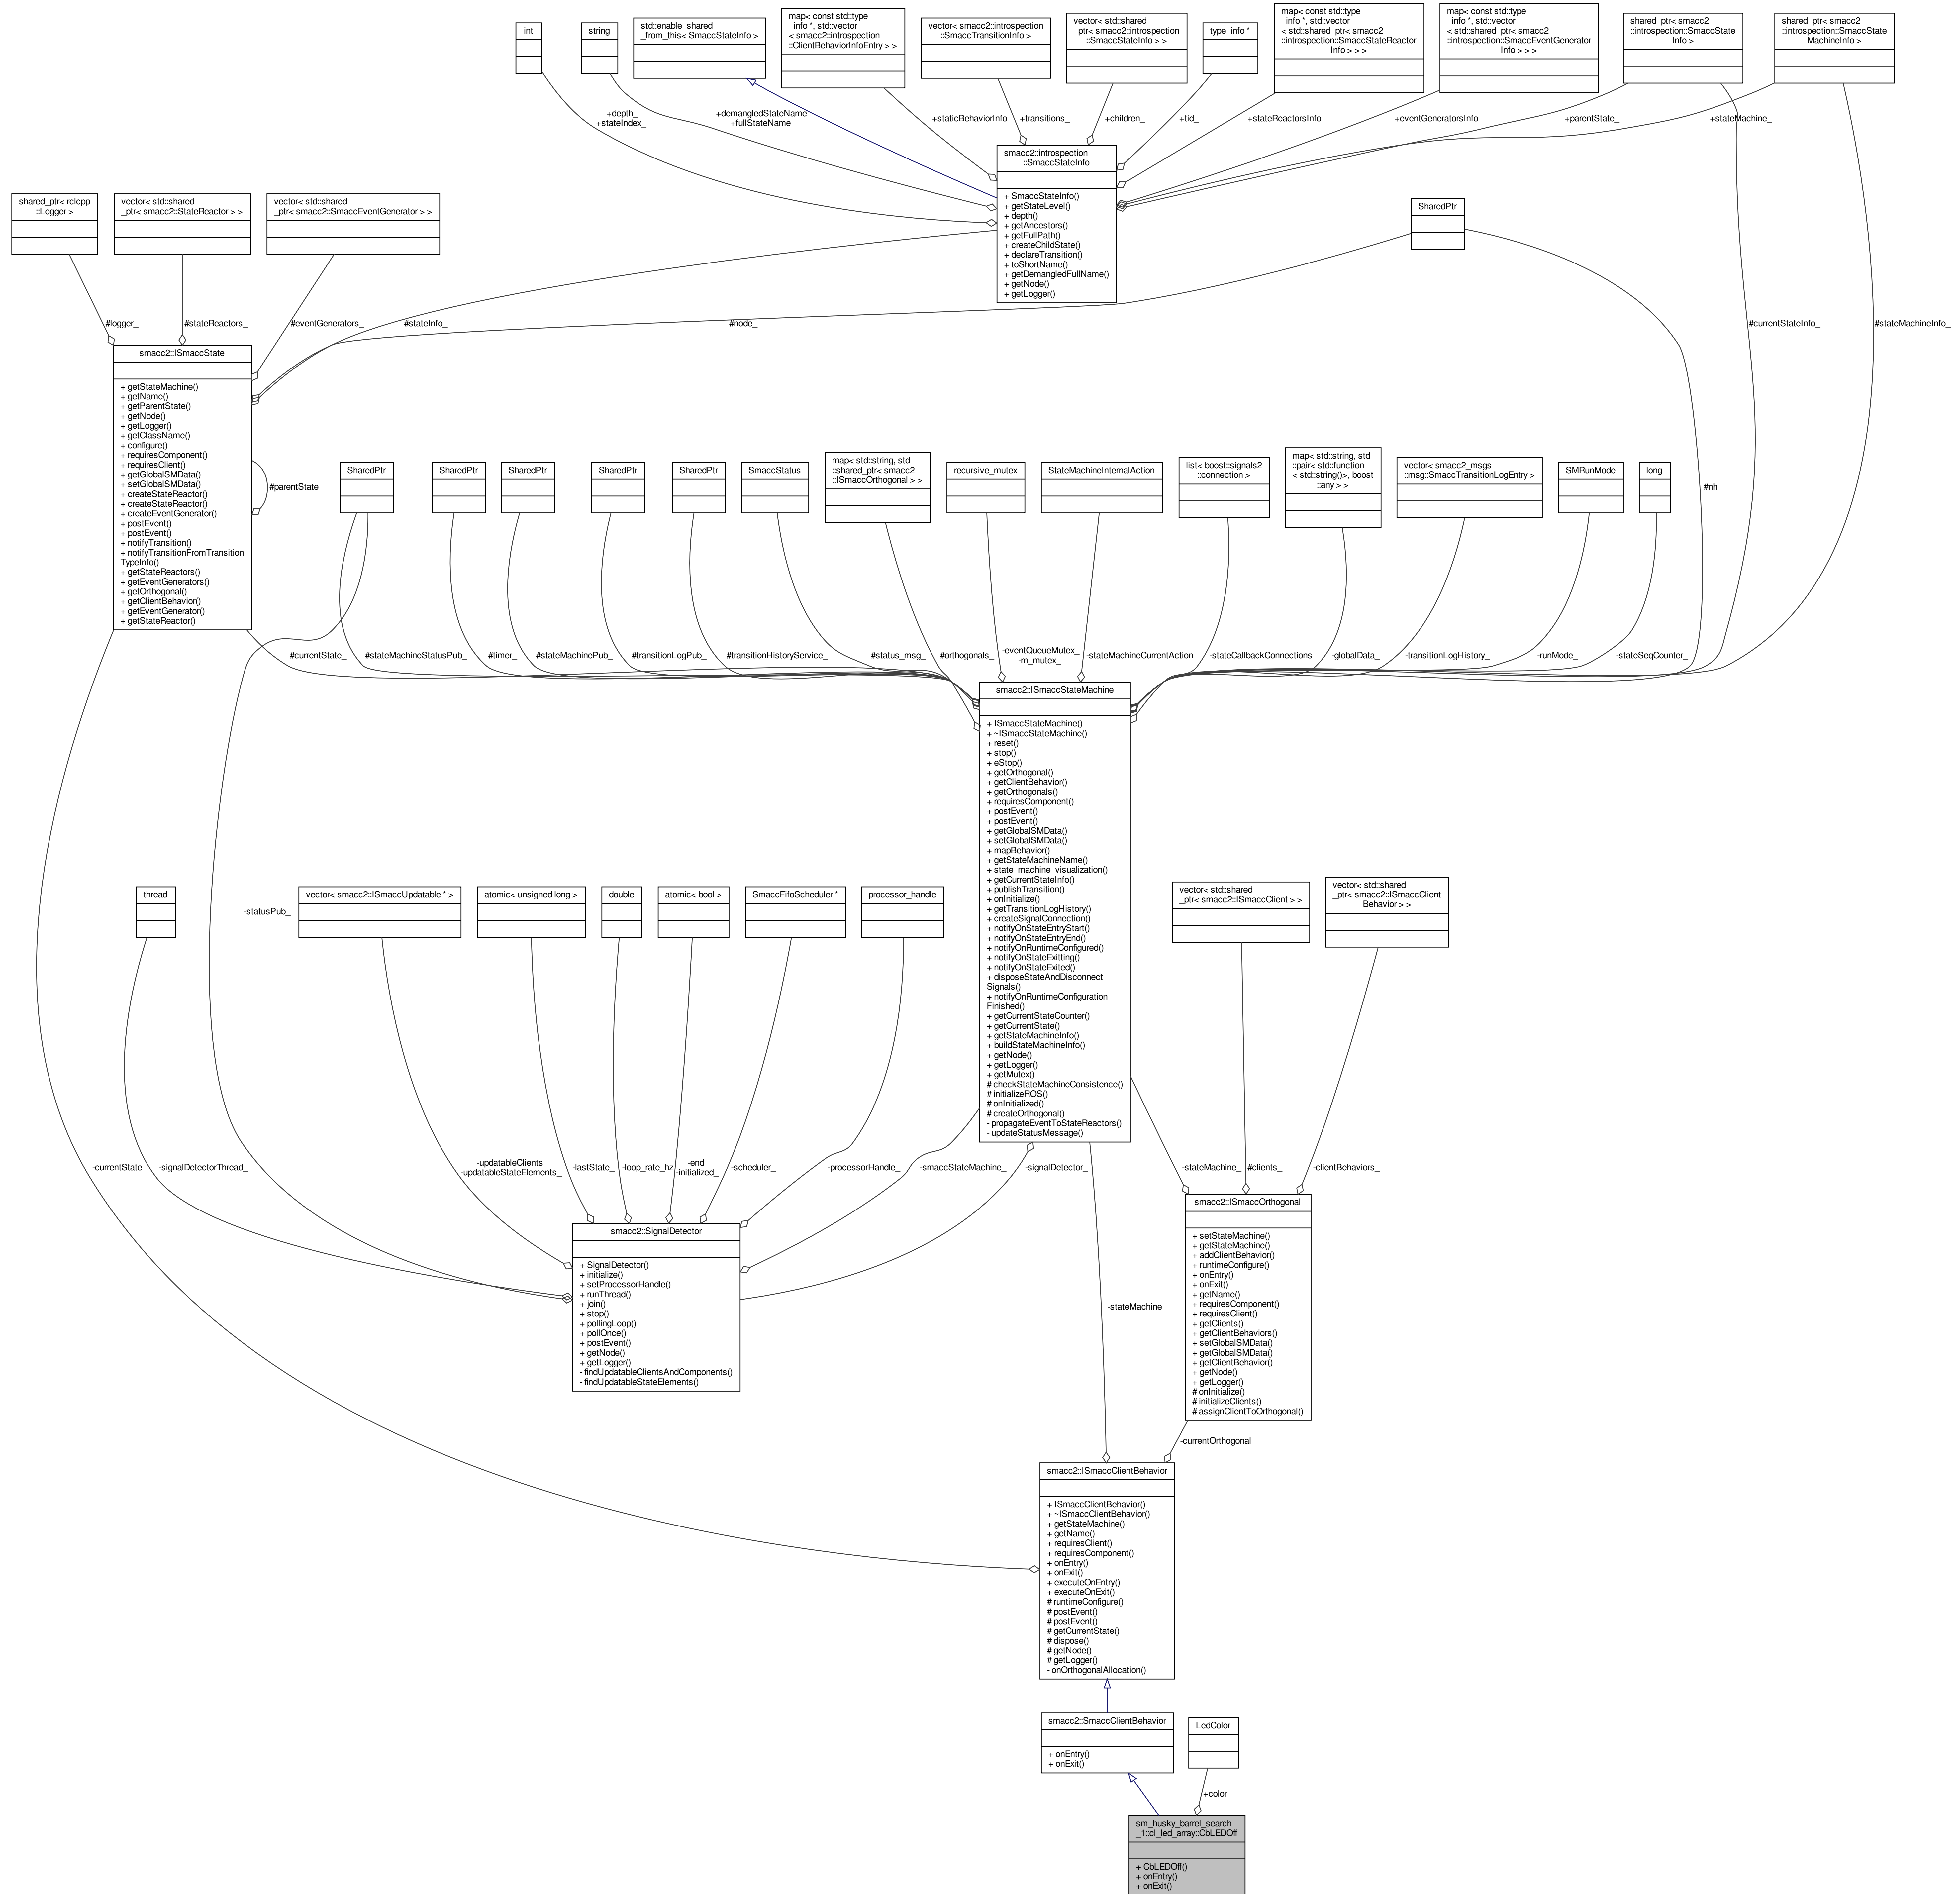 int
string
std::enable_shared
_from_this< SmaccStateInfo >
map< const std::type
_info *, std::vector
< smacc2::introspection
::ClientBehaviorInfoEntry > >
vector< smacc2::introspection
::SmaccTransitionInfo >
vector< std::shared
_ptr< smacc2::introspection
::SmaccStateInfo > >
type_info *
map< const std::type
_info *, std::vector
< std::shared_ptr< smacc2
::introspection::SmaccStateReactor
Info > > >
map< const std::type
_info *, std::vector
< std::shared_ptr< smacc2
::introspection::SmaccEventGenerator
Info > > >
shared_ptr< smacc2
::introspection::SmaccState
Info >
shared_ptr< smacc2
::introspection::SmaccState
MachineInfo >
+depth_
+stateIndex_
+demangledStateName
+fullStateName
+staticBehaviorInfo
+transitions_
+children_
+tid_
+stateReactorsInfo
+eventGeneratorsInfo
+parentState_
+stateMachine_
smacc2::introspection
::SmaccStateInfo
+ SmaccStateInfo()
+ getStateLevel()
+ depth()
+ getAncestors()
+ getFullPath()
+ createChildState()
+ declareTransition()
+ toShortName()
+ getDemangledFullName()
+ getNode()
+ getLogger()
shared_ptr< rclcpp
::Logger >
vector< std::shared
_ptr< smacc2::StateReactor > >
vector< std::shared
_ptr< smacc2::SmaccEventGenerator > >
SharedPtr
#logger_
#stateReactors_
#eventGenerators_
#stateInfo_
#node_
#currentStateInfo_
#stateMachineInfo_
smacc2::ISmaccState
+ getStateMachine()
+ getName()
+ getParentState()
+ getNode()
+ getLogger()
+ getClassName()
+ configure()
+ requiresComponent()
+ requiresClient()
+ getGlobalSMData()
+ setGlobalSMData()
+ createStateReactor()
+ createStateReactor()
+ createEventGenerator()
+ postEvent()
+ postEvent()
+ notifyTransition()
+ notifyTransitionFromTransition
TypeInfo()
+ getStateReactors()
+ getEventGenerators()
+ getOrthogonal()
+ getClientBehavior()
+ getEventGenerator()
+ getStateReactor()
#parentState_
SharedPtr
SharedPtr
SharedPtr
SharedPtr
SharedPtr
SmaccStatus
map< std::string, std
::shared_ptr< smacc2
::ISmaccOrthogonal > >
recursive_mutex
StateMachineInternalAction
list< boost::signals2
::connection >
map< std::string, std
::pair< std::function
< std::string()>, boost
::any > >
vector< smacc2_msgs
::msg::SmaccTransitionLogEntry >
SMRunMode
long
#nh_
#currentState_
#stateMachineStatusPub_
#timer_
#stateMachinePub_
#transitionLogPub_
#transitionHistoryService_
#status_msg_
#orthogonals_
-eventQueueMutex_
-m_mutex_
-stateMachineCurrentAction
-stateCallbackConnections
-globalData_
-transitionLogHistory_
-runMode_
-stateSeqCounter_
smacc2::ISmaccStateMachine
+ ISmaccStateMachine()
+ ~ISmaccStateMachine()
+ reset()
+ stop()
+ eStop()
+ getOrthogonal()
+ getClientBehavior()
+ getOrthogonals()
+ requiresComponent()
+ postEvent()
+ postEvent()
+ getGlobalSMData()
+ setGlobalSMData()
+ mapBehavior()
+ getStateMachineName()
+ state_machine_visualization()
+ getCurrentStateInfo()
+ publishTransition()
+ onInitialize()
+ getTransitionLogHistory()
+ createSignalConnection()
+ notifyOnStateEntryStart()
+ notifyOnStateEntryEnd()
+ notifyOnRuntimeConfigured()
+ notifyOnStateExitting()
+ notifyOnStateExited()
+ disposeStateAndDisconnect
Signals()
+ notifyOnRuntimeConfiguration
Finished()
+ getCurrentStateCounter()
+ getCurrentState()
+ getStateMachineInfo()
+ buildStateMachineInfo()
+ getNode()
+ getLogger()
+ getMutex()
# checkStateMachineConsistence()
# initializeROS()
# onInitialized()
# createOrthogonal()
- propagateEventToStateReactors()
- updateStatusMessage()
thread
-statusPub_
vector< smacc2::ISmaccUpdatable * >
atomic< unsigned long >
double
atomic< bool >
SmaccFifoScheduler *
processor_handle
vector< std::shared
_ptr< smacc2::ISmaccClient > >
vector< std::shared
_ptr< smacc2::ISmaccClient
Behavior > >
-currentState
-signalDetectorThread_
-updatableClients_
-updatableStateElements_
-lastState_
-loop_rate_hz
-end_
-initialized_
-scheduler_
-processorHandle_
-smaccStateMachine_
-signalDetector_
-stateMachine_
#clients_
-clientBehaviors_
smacc2::SignalDetector
+ SignalDetector()
+ initialize()
+ setProcessorHandle()
+ runThread()
+ join()
+ stop()
+ pollingLoop()
+ pollOnce()
+ postEvent()
+ getNode()
+ getLogger()
- findUpdatableClientsAndComponents()
- findUpdatableStateElements()
smacc2::ISmaccOrthogonal
+ setStateMachine()
+ getStateMachine()
+ addClientBehavior()
+ runtimeConfigure()
+ onEntry()
+ onExit()
+ getName()
+ requiresComponent()
+ requiresClient()
+ getClients()
+ getClientBehaviors()
+ setGlobalSMData()
+ getGlobalSMData()
+ getClientBehavior()
+ getNode()
+ getLogger()
# onInitialize()
# initializeClients()
# assignClientToOrthogonal()
-stateMachine_
-currentOrthogonal
smacc2::ISmaccClientBehavior
+ ISmaccClientBehavior()
+ ~ISmaccClientBehavior()
+ getStateMachine()
+ getName()
+ requiresClient()
+ requiresComponent()
+ onEntry()
+ onExit()
+ executeOnEntry()
+ executeOnExit()
# runtimeConfigure()
# postEvent()
# postEvent()
# getCurrentState()
# dispose()
# getNode()
# getLogger()
- onOrthogonalAllocation()
smacc2::SmaccClientBehavior
+ onEntry()
+ onExit()
LedColor
+color_
sm_husky_barrel_search
_1::cl_led_array::CbLEDOff
+ CbLEDOff()
+ onEntry()
+ onExit()